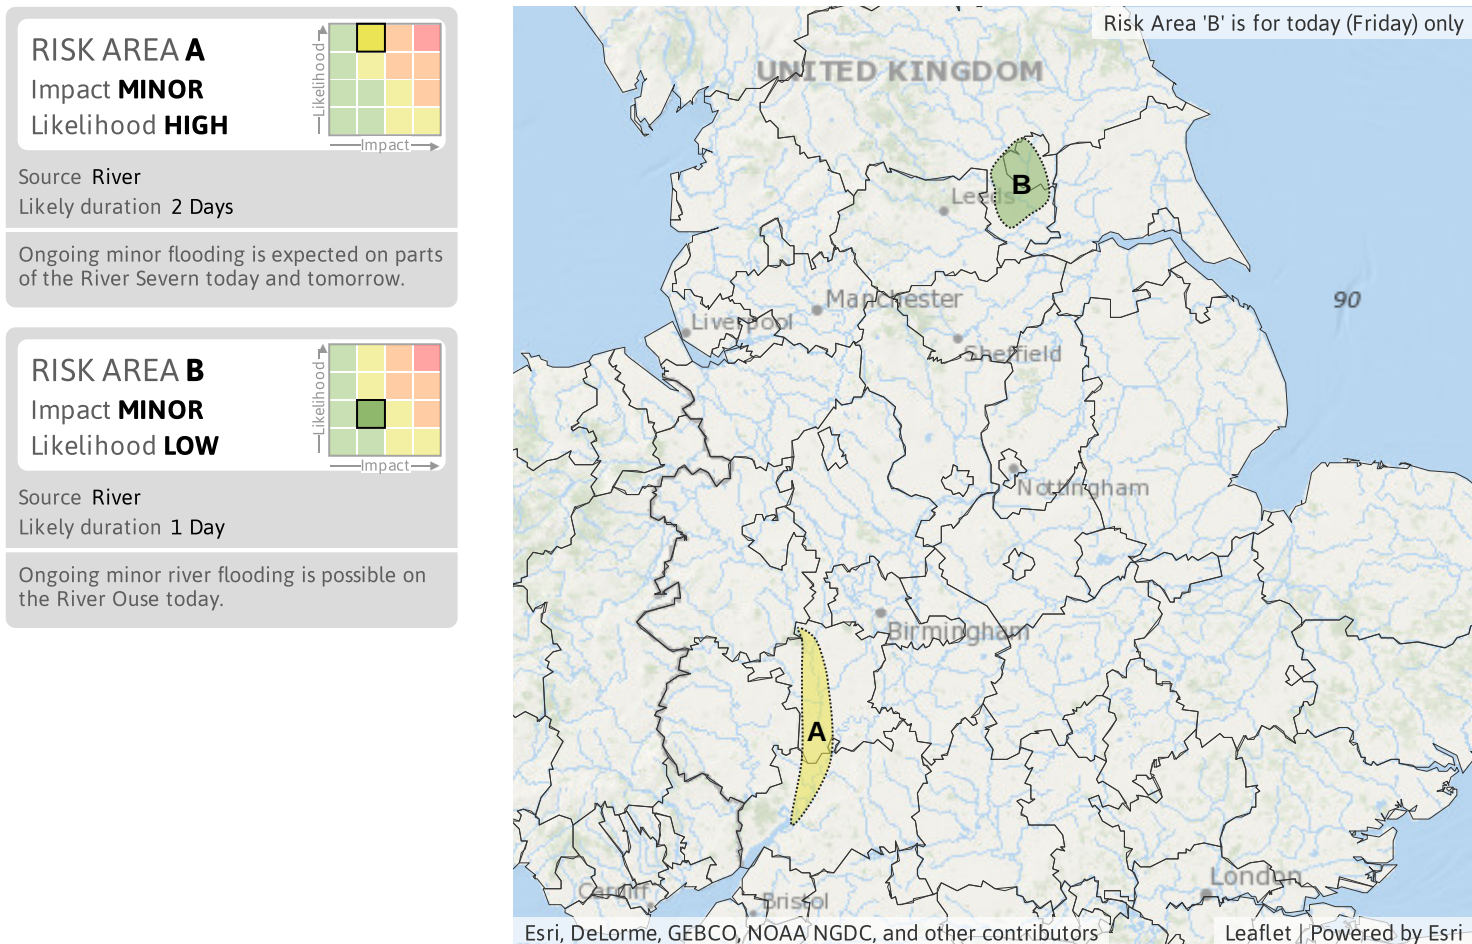 RISK AREA A
Impact MINOR
Likelihood HIGH
Likelihood
Impact
Source River
Likely duration 2 Days
Ongoing minor flooding is expected on parts
of the River Severn today and tomorrow.
RISK AREA B
Impact MINOR
Likelihood LOW
Likelihood
Impact
Source River
Likely duration 1 Day
Ongoing minor river flooding is possible on
the River Ouse today.
Risk Area 'B' is for today (Friday) only
UNITED KINGDOM
B
Leeds
90
Manchester
Liverpool
Sheffield
Nottingham
Birmingham
A
London
Cardiff
Bristol
Esri, DeLorme, GEBCO, NOAA NGDC, and other contributors
Leaflet | Powered by Esri